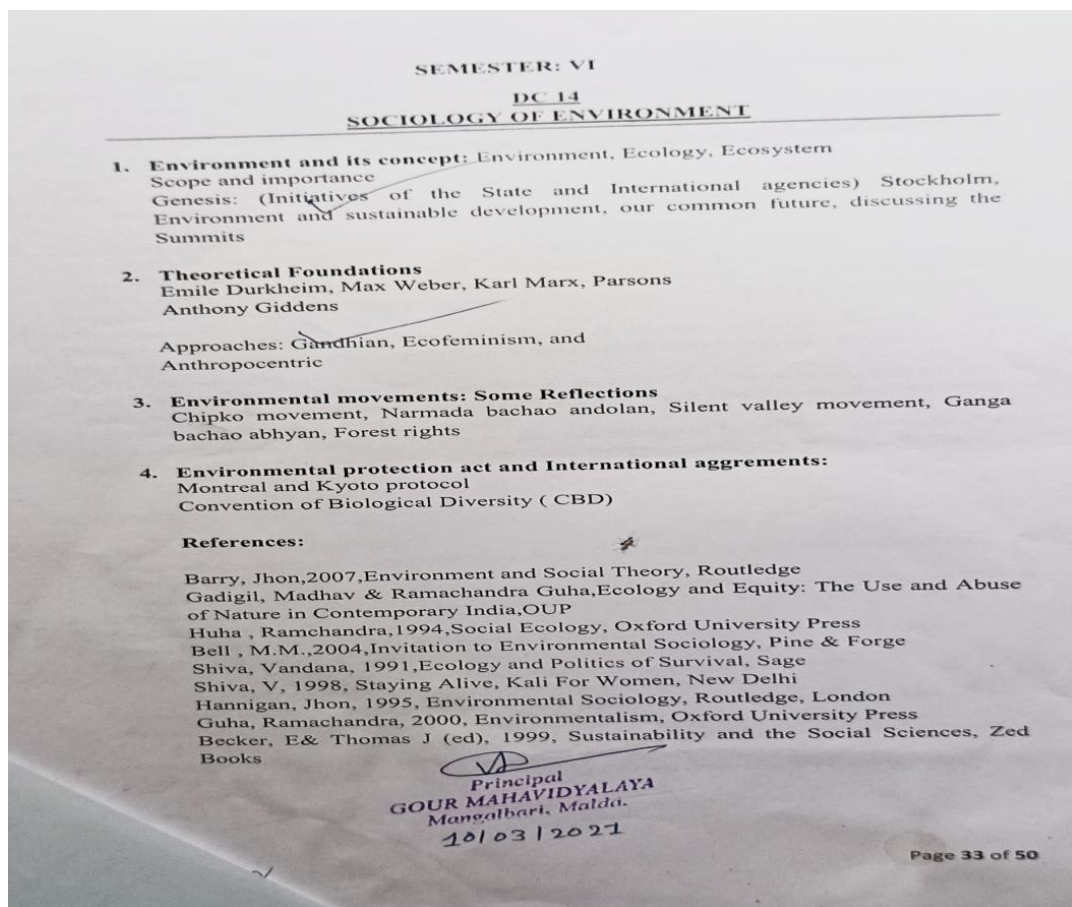 SEMESTER: VI
DC 14
SOCIOLOGY OF ENVIRONMENT
1. Environment and its concept: Environment, Ecology, Ecosystem
Scope and importance
Genesis: (Initiatives of the State and International agencies) Stockholm,
Environment and sustainable development, our common future, discussing the
Summits
2. Theoretical Foundations
Emile Durkheim, Max Weber, Karl Marx, Parsons
Anthony Giddens
Approaches: Gandhian, Ecofeminism, and
Anthropocentric
3. Environmental movements: Some Reflections
Chipko movement, Narmada bachao andolan, Silent valley movement, Ganga
bachao abhyan, Forest rights
4. Environmental protection act and International aggrements:
Montreal and Kyoto protocol
Convention of Biological Diversity ( CBD)
References:
Barry, Jhon,2007,Environment and Social Theory, Routledge
Gadigil, Madhav & Ramachandra Guha,Ecology and Equity: The Use and Abuse
of Nature in Contemporary India,OUP
Huha , Ramchandra,1994,Social Ecology, Oxford University Press
Bell , M.M.,2004,Invitation to Environmental Sociology, Pine & Forge
Shiva, Vandana, 1991,Ecology and Politics of Survival, Sage
Shiva, V, 1998, Staying Alive, Kali For Women, New Delhi
Hannigan, Jhon, 1995, Environmental Sociology, Routledge, London
Guha, Ramachandra, 2000, Environmentalism, Oxford University Press
Becker, E& Thomas J (ed), 1999, Sustainability and the Social Sciences, Zed
Books
Principal
GOUR MAHAVIDYALAYA
Mangalbari, Malda.
10/03/2021
Page 33 of 50